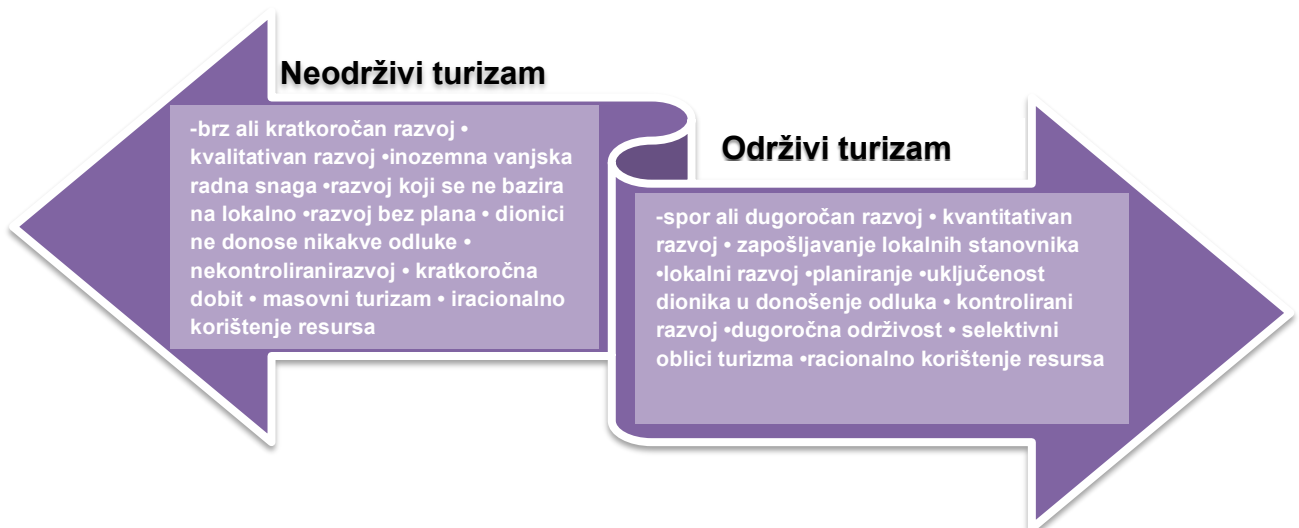 Neodrživi turizam
-brz ali kratkoročan razvoj •
kvalitativan razvoj •inozemna vanjska
radna snaga •razvoj koji se ne bazira
na lokalno •razvoj bez plana • dionici
ne donose nikakve odluke •
nekontroliranirazvoj • kratkoročna
dobit • masovni turizam • iracionalno
korištenje resursa
Održivi turizam
-spor ali dugoročan razvoj • kvantitativan
razvoj • zapošljavanje lokalnih stanovnika
•lokalni razvoj •planiranje •uključenost
dionika u donošenje odluka • kontrolirani
razvoj •dugoročna održivost • selektivni
oblici turizma •racionalno korištenje resursa